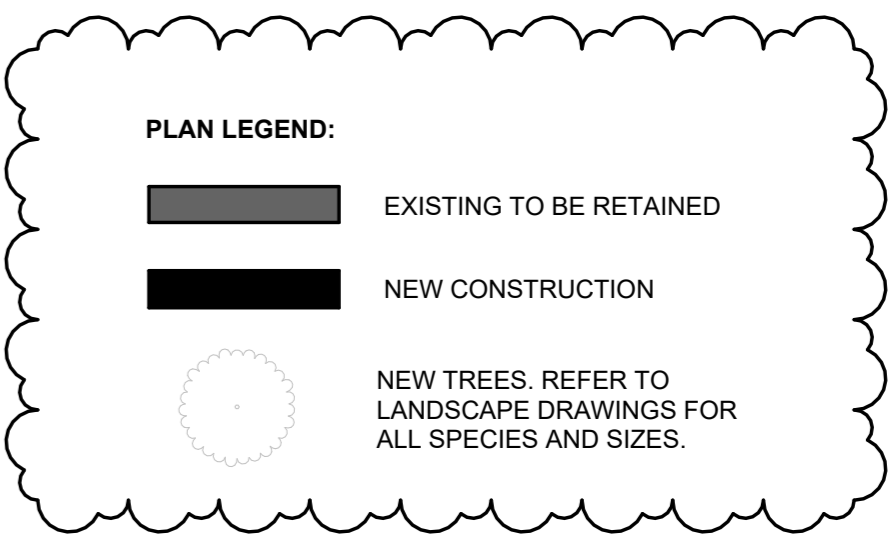 PLAN LEGEND:
EXISTING TO BE RETAINED
NEW CONSTRUCTION
NEW TREES. REFER TO
LANDSCAPE DRAWINGS FOR
ALL SPECIES AND SIZES.